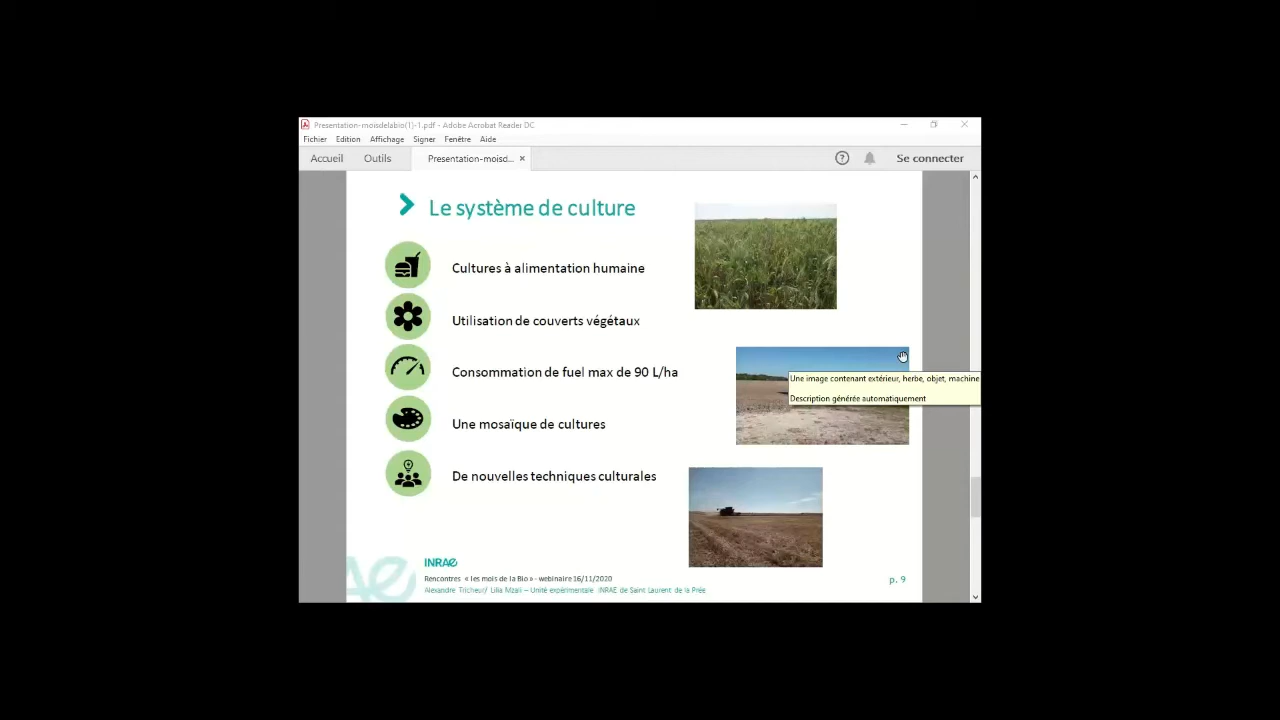 Presentation-moisdelabio[1]-1.pdf - Adobe Acrobat Reader DC
Fichier Edition Affichage Signer Fenêtre Aide
Accueil Outils Presentation-moisd... × Se connecter
Le système de culture
Cultures à alimentation humaine
Utilisation de couverts végétaux
Consommation de fuel max de 90 L/ha
Une image contenant extérieur, herbe, objet, machine
Description générée automatiquement
Une mosaïque de cultures
De nouvelles techniques culturales
INRAE
Rencontres « les mois de la Bio » - webinaire 16/11/2020
Alexandre Tricheur/ Lilia Mzali – Unité expérimentale INRAE de Saint Laurent de la Prée
p. 9